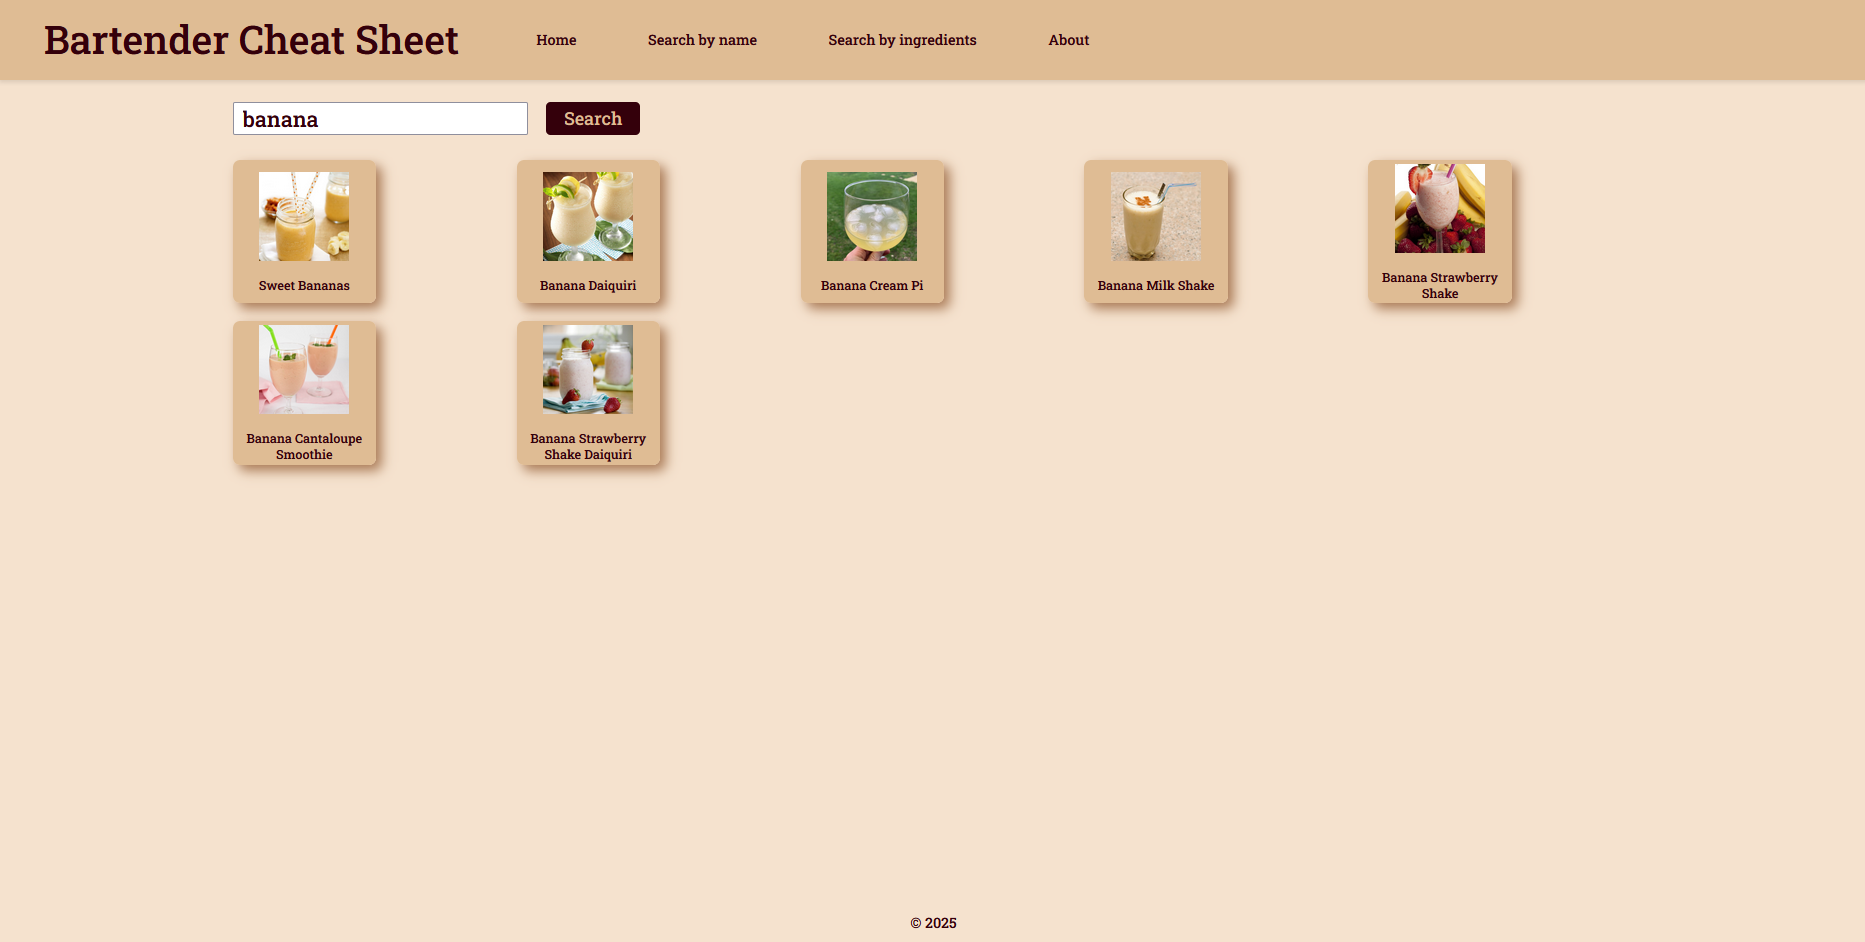 Bartender Cheat Sheet
Home
Search by name
Search by ingredients
About
banana
Search
Sweet Bananas
Banana Daiquiri
Banana Cream Pi
Banana Milk Shake
Banana Strawberry
Shake
Banana Cantaloupe
Smoothie
Banana Strawberry
Shake Daiquiri
© 2025